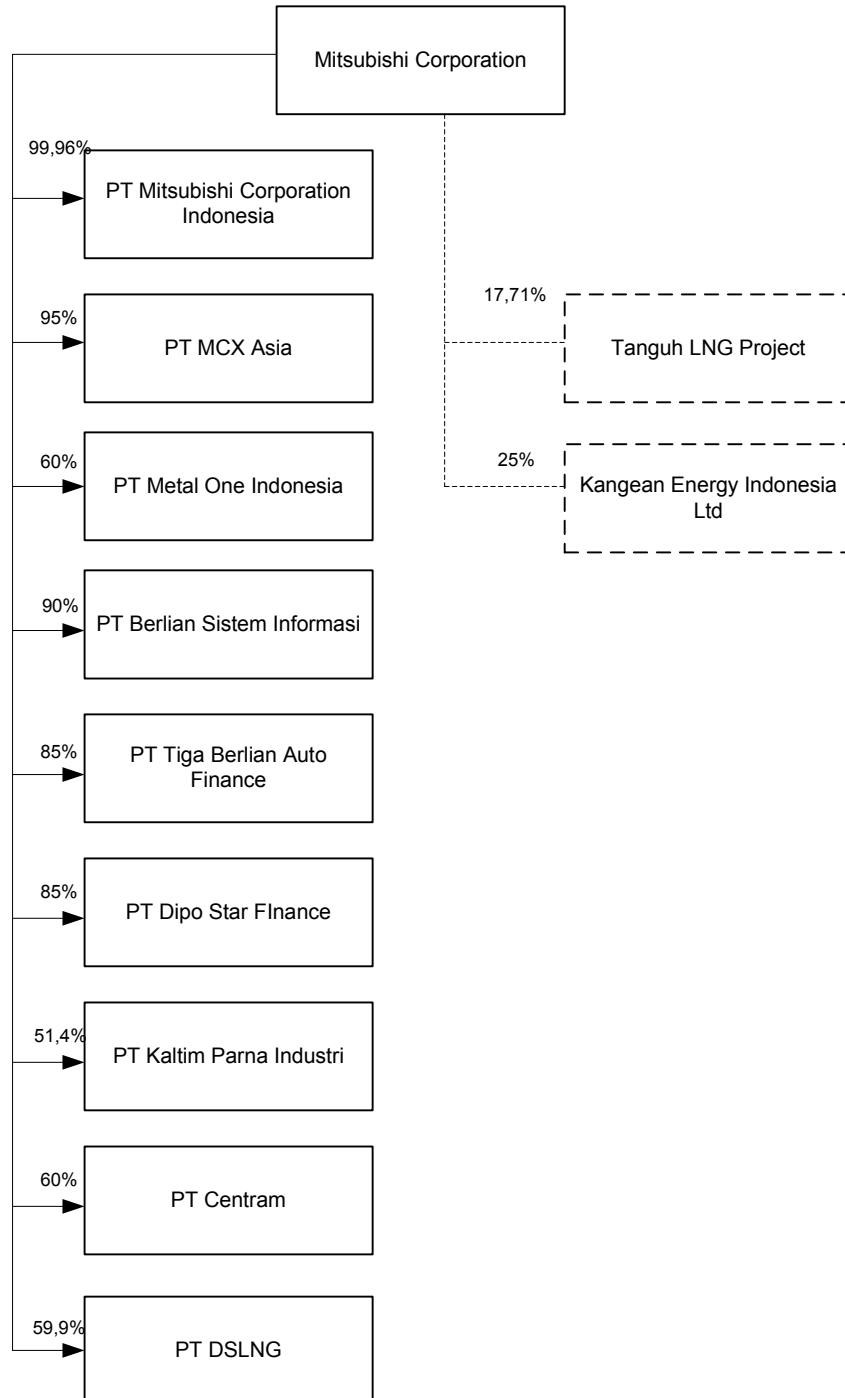 Mitsubishi Corporation
99,96%
PT Mitsubishi Corporation
Indonesia
95%
PT MCX Asia
17,71%
Tanguh LNG Project
60%
PT Metal One Indonesia
25%
Kangean Energy Indonesia
Ltd
90%
PT Berlian Sistem Informasi
85%
PT Tiga Berlian Auto
Finance
85%
PT Dipo Star FInance
51,4%
PT Kaltim Parna Industri
60%
PT Centram
59,9%
PT DSLNG